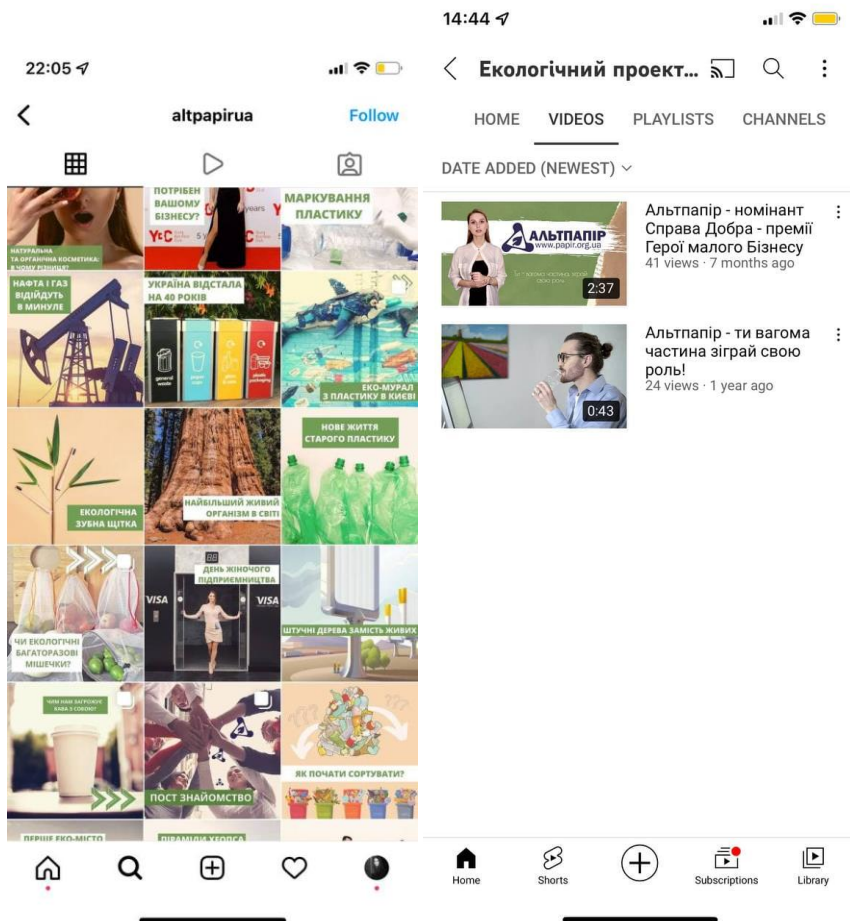 22:05
altpapirua
Follow
ПОТРІБЕН
ВАШОМУ
БІЗНЕСУ?
МАРКУВАННЯ
ПЛАСТИКУ
НАТУРАЛЬНА
ТА ОРГАНІЧНА КОСМЕТИКА:
В ЧОМУ РІЗНИЦЯ?
НАФТА І ГАЗ
ВІДІЙДУТЬ
В МИНУЛЕ
УКРАЇНА ВІДСТАЛА
НА 40 РОКІВ
general
waste
ЕКО-МУРАЛ
З ПЛАСТИКУ В КИЄВІ
ЕКОЛОГІЧНА
ЗУБНА ЩІТКА
НАЙБІЛЬШИЙ ЖИВИЙ
ОРГАНІЗМ В СВІТІ
НОВЕ ЖИТТЯ
СТАРОГО ПЛАСТИКУ
ЧИ ЕКОЛОГІЧНІ
БАГАТОРАЗОВІ
МІШЕЧКИ?
ДЕНЬ ЖІНОЧОГО
ПІДПРИЄМНИЦТВА
VISA
VISA
ШТУЧНІ ДЕРЕВА ЗАМІСТЬ ЖИВИХ
ЧИМ НАМ ЗАГРОЖУЄ
КАВА З СОБОЮ?
ПОСТ ЗНАЙОМСТВО
ЯК ПОЧАТИ СОРТУВАТИ?
ПЕРШЕ ЕКО-МІСТО
ПІРАМІДИ ХЕОПСА
14:44
Екологічний проект...
HOME VIDEOS PLAYLISTS CHANNELS
DATE ADDED (NEWEST)
АЛЬТПАПІР
www.papir.org.ua
2:37
Альтпапір - номінант
Справа Добра - премії
Герої малого Бізнесу
41 views · 7 months ago
0:43
Альтпапір - ти вагома
частина зіграй свою
роль!
24 views · 1 year ago
Home Shorts Subscriptions Library